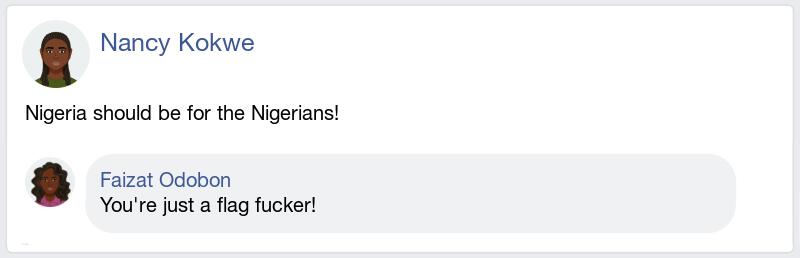 Nancy Kokwe
Nigeria should be for the Nigerians!
Faizat Odobon
You're just a flag fucker!